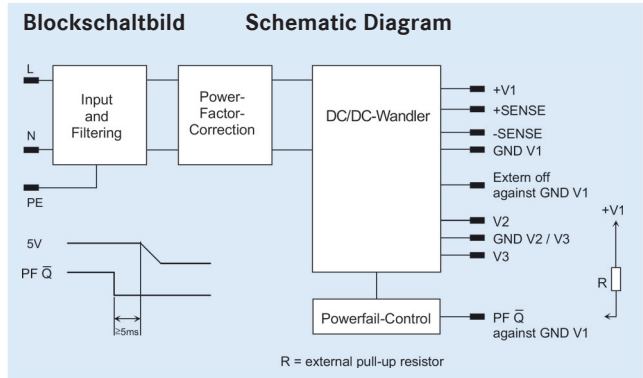 Blockschaltbild Schematic Diagram
L
N
PE
Input
and
Filtering
Power-
Factor-
Correction
DC/DC-Wandler
+V1
+SENSE
-SENSE
GND V1
Extern off
against GND V1
V2
GND V2 / V3
V3
+V1
R
5V
PF Q̅
≥5ms
Powerfail-Control
PF Q̅
against GND V1
R = external pull-up resistor